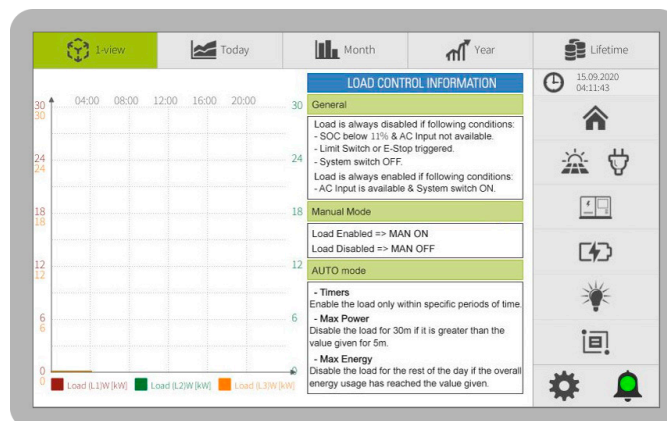 1-view
Today
Month
Year
Lifetime
LOAD CONTROL INFORMATION
15.09.2020
04:11:43
04:00 08:00 12:00 16:00 20:00
30
30
30
General
Load is always disabled if following conditions:
- SOC below 11% & AC Input not available.
- Limit Switch or E-Stop triggered.
- System switch OFF.
Load is always enabled if following conditions:
- AC Input is available & System switch ON.
24
24
24
18
18
18
Manual Mode
Load Enabled => MAN ON
Load Disabled => MAN OFF
12
12
12
AUTO mode
- Timers
Enable the load only within specific periods of time.
- Max Power
Disable the load for 30m if it is greater than the
value given for 5m.
- Max Energy
Disable the load for the rest of the day if the overall
energy usage has reached the value given.
6
6
6
0
0
0
Load (L1)W[kW] Load (L2)W[kW] Load (L3)W[kW]